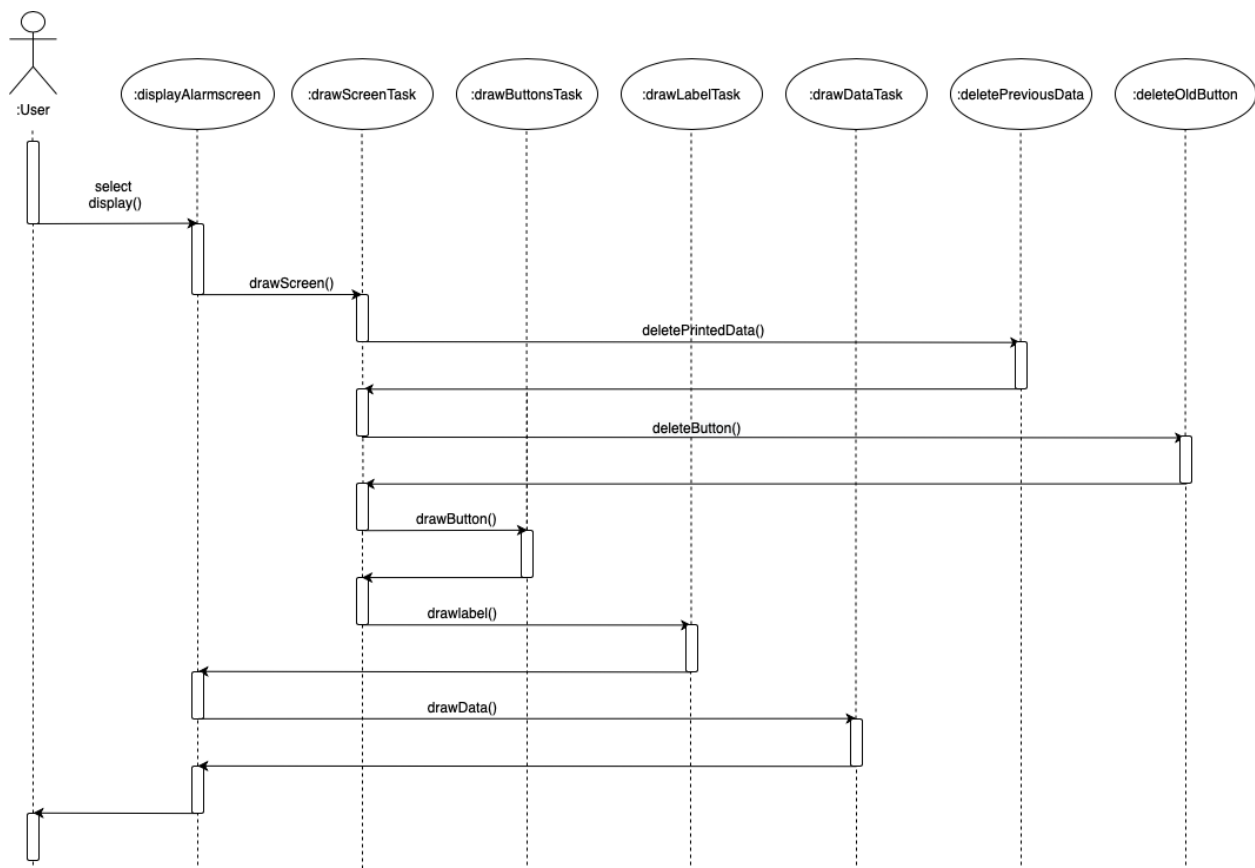 :User
:displayAlarmscreen
:drawScreenTask
:drawButtonsTask
:drawLabelTask
:drawDataTask
:deletePreviousData
:deleteOldButton
select
display()
drawScreen()
deletePrintedData()
deleteButton()
drawButton()
drawlabel()
drawData()